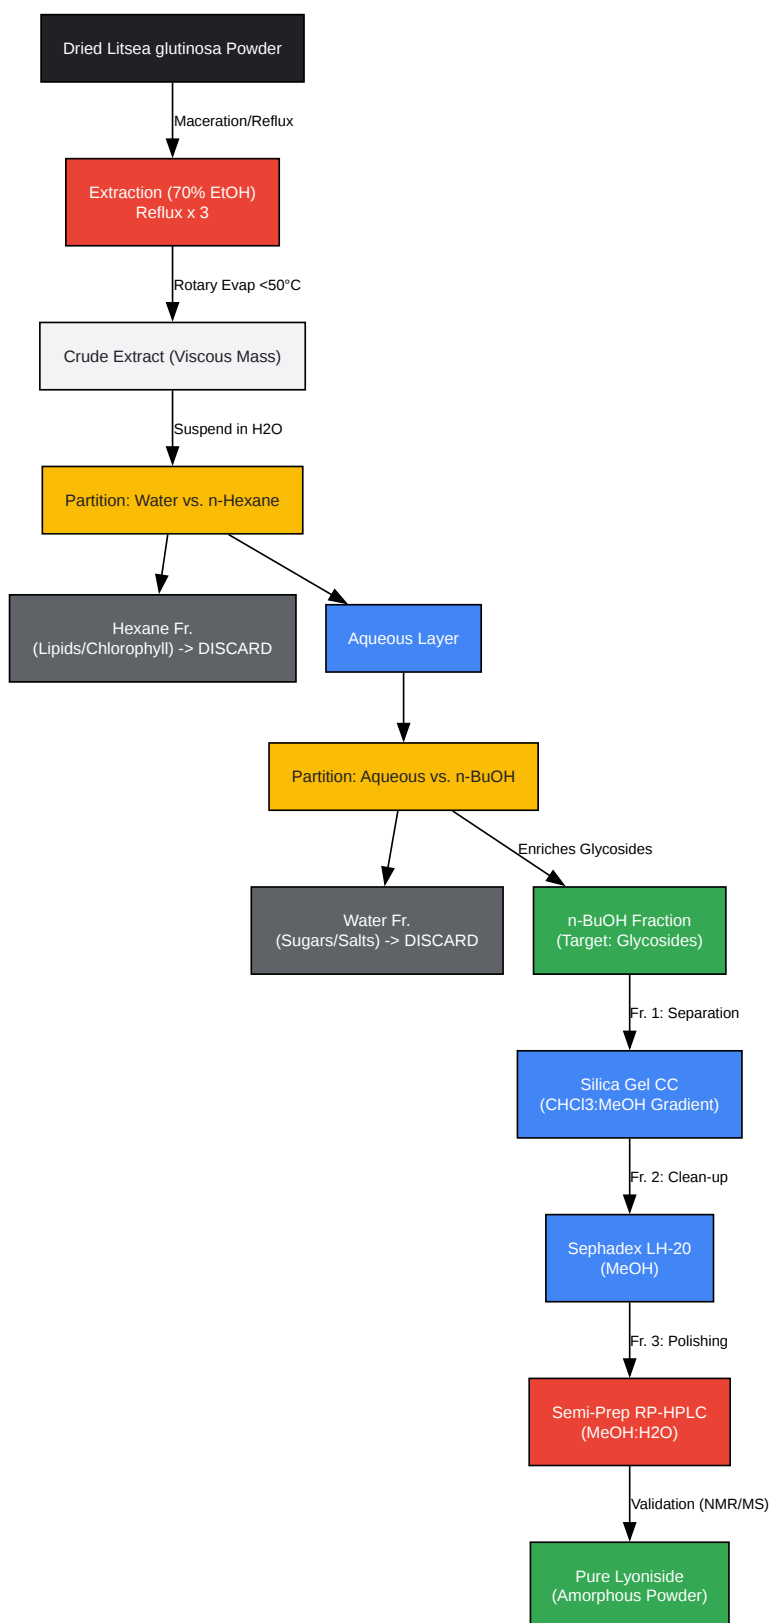 Dried Litsea glutinosa Powder
Maceration/Reflux
Extraction (70% EtOH)
Reflux x 3
Rotary Evap <50°C
Crude Extract (Viscous Mass)
Suspend in H2O
Partition: Water vs. n-Hexane
Hexane Fr.
(Lipids/Chlorophyll) -> DISCARD
Aqueous Layer
Partition: Aqueous vs. n-BuOH
Enriches Glycosides
Water Fr.
(Sugars/Salts) -> DISCARD
n-BuOH Fraction
(Target: Glycosides)
Fr. 1: Separation
Silica Gel CC
(CHCl3:MeOH Gradient)
Fr. 2: Clean-up
Sephadex LH-20
(MeOH)
Fr. 3: Polishing
Semi-Prep RP-HPLC
(MeOH:H2O)
Validation (NMR/MS)
Pure Lyoniside
(Amorphous Powder)